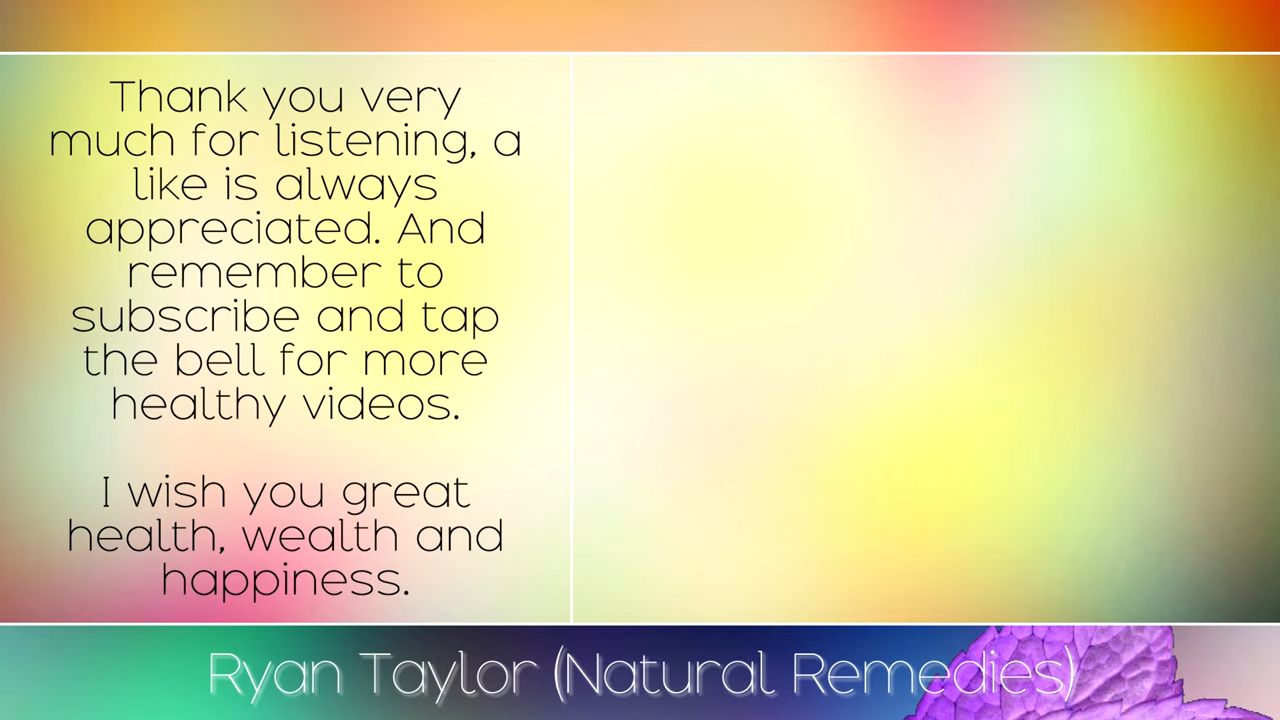 Thank you very
much for listening, a
like is always
appreciated. And
remember to
subscribe and tap
the bell for more
healthy videos.
I wish you great
health, wealth and
happiness.
Ryan Taylor (Natural Remedies)